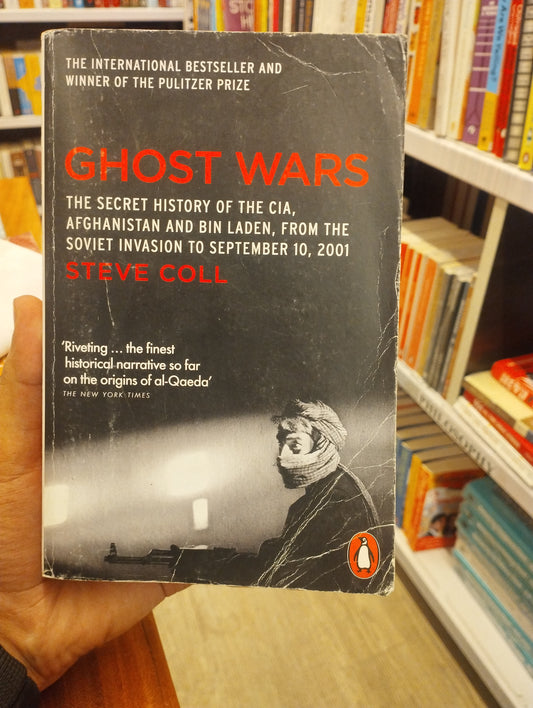 THE INTERNATIONAL BESTSELLER AND
WINNER OF THE PULITZER PRIZE
GHOST WARS
THE SECRET HISTORY OF THE CIA,
AFGHANISTAN AND BIN LADEN, FROM THE
SOVIET INVASION TO SEPTEMBER 10, 2001
STEVE COLL
‘Riveting ... the finest
historical narrative so far
on the origins of al-Qaeda’
THE NEW YORK TIMES
PHILOSOPHY